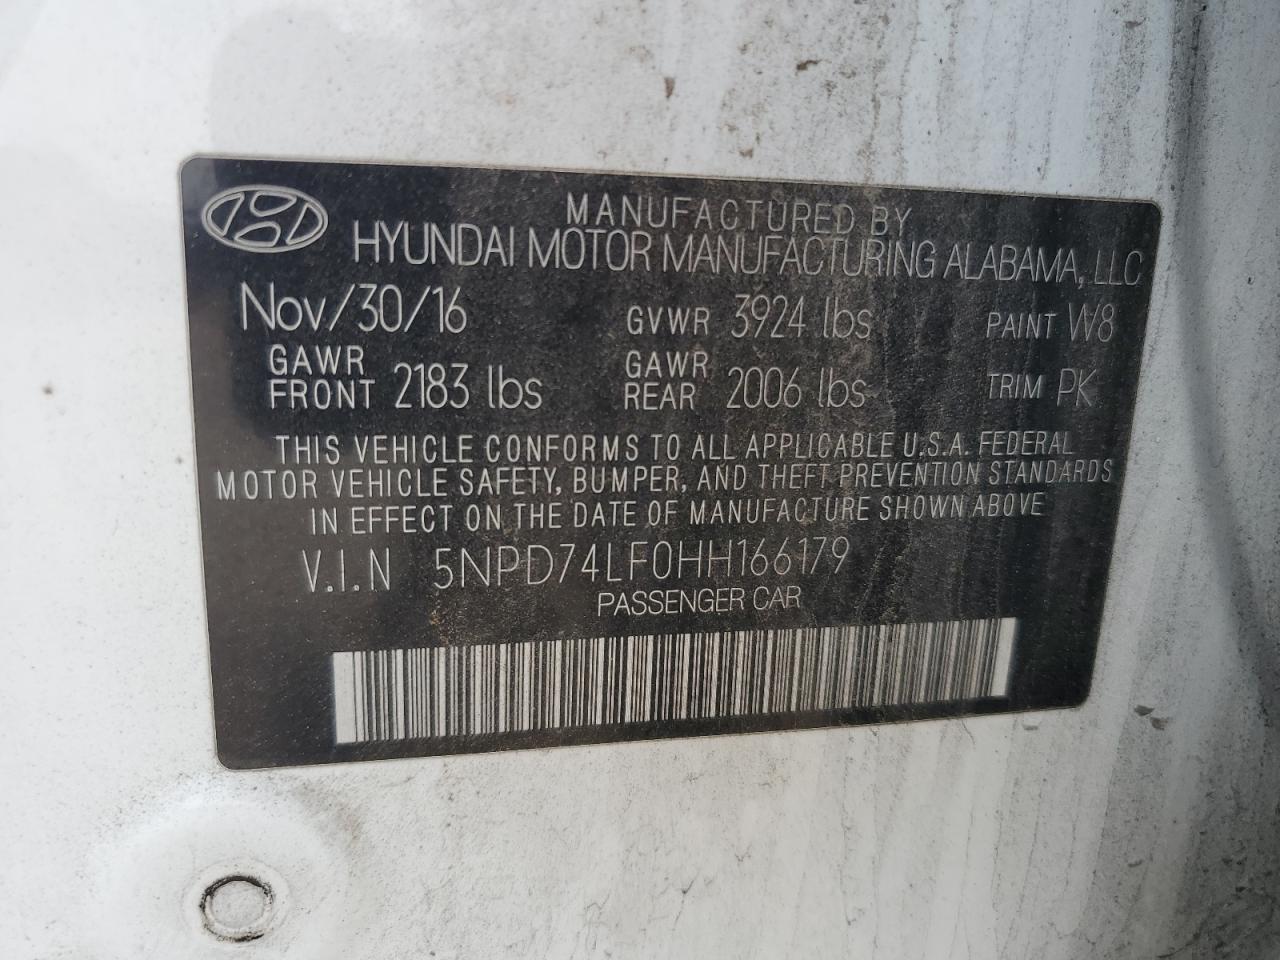 MANUFACTURED BY
HYUNDAI MOTOR MANUFACTURING ALABAMA, LLC
Nov/30/16 GVWR 3924 lbs PAINT W8
GAWR FRONT 2183 lbs GAWR REAR 2006 lbs TRIM PK
THIS VEHICLE CONFORMS TO ALL APPLICABLE U.S.A. FEDERAL
MOTOR VEHICLE SAFETY, BUMPER, AND THEFT PREVENTION STANDARDS
IN EFFECT ON THE DATE OF MANUFACTURE SHOWN ABOVE
V.I.N 5NPD74LF0HH166179
PASSENGER CAR